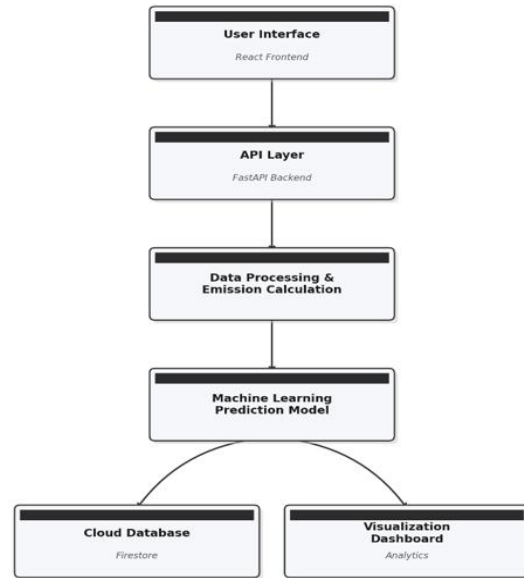 User Interface
React Frontend
API Layer
FastAPI Backend
Data Processing &
Emission Calculation
Machine Learning
Prediction Model
Cloud Database
Firestore
Visualization
Dashboard
Analytics